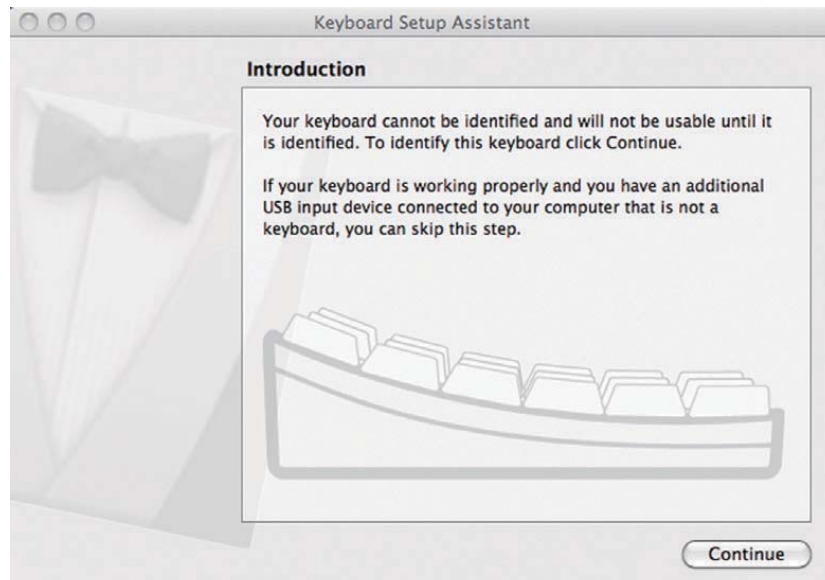 Keyboard Setup Assistant
Introduction
Your keyboard cannot be identified and will not be usable until it
is identified. To identify this keyboard click Continue.
If your keyboard is working properly and you have an additional
USB input device connected to your computer that is not a
keyboard, you can skip this step.
Continue